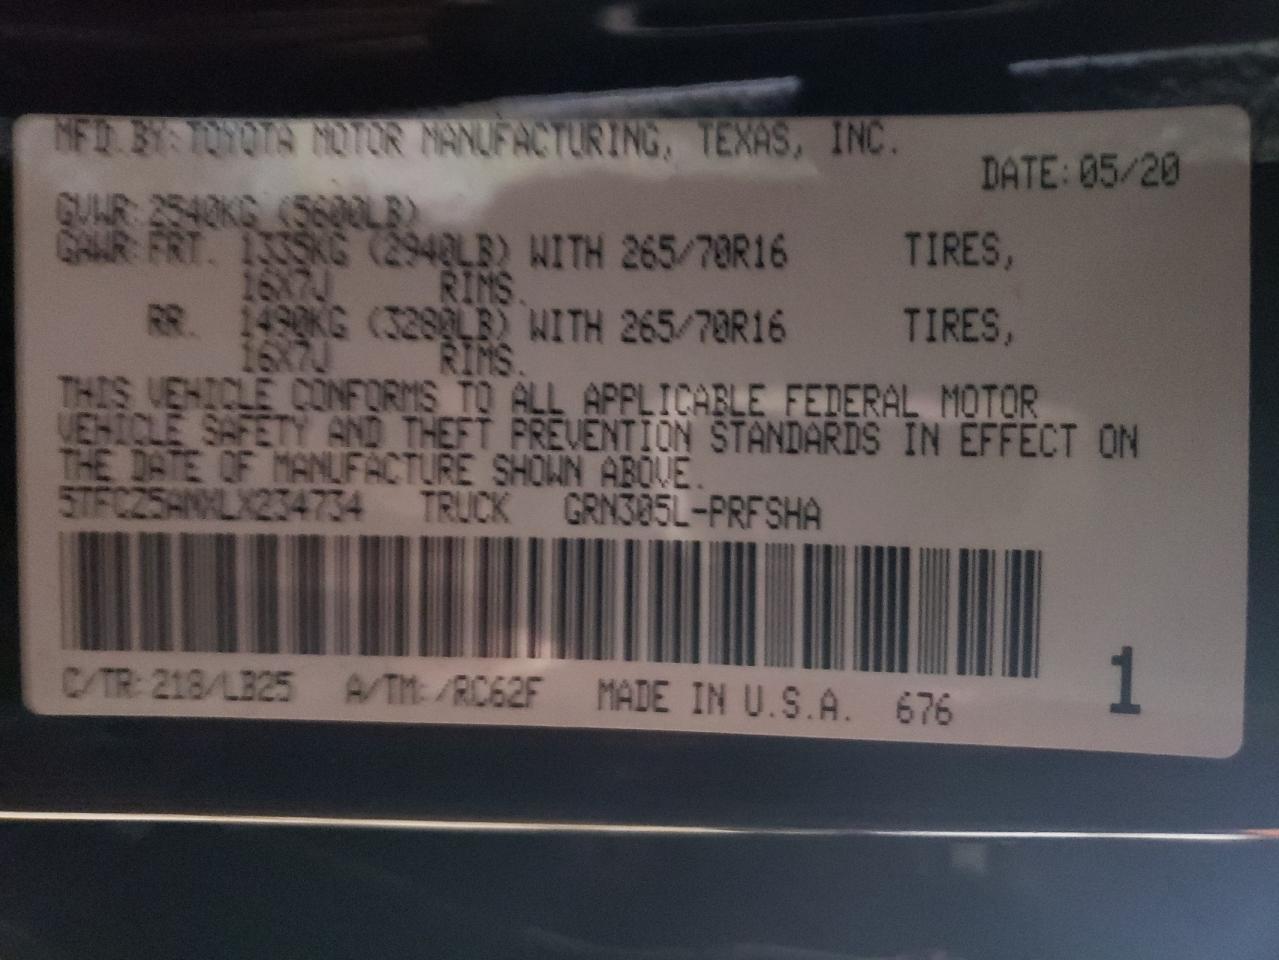 MFD.BY:TOYOTA MOTOR MANUFACTURING, TEXAS, INC.
DATE:05/20
GVWR:2540KG (5600LB)
GAWR:FRT. 1335KG (2940LB) WITH 265/70R16 TIRES,
16X7J RIMS.
RR. 1490KG (3280LB) WITH 265/70R16 TIRES,
16X7J RIMS.
THIS VEHICLE CONFORMS TO ALL APPLICABLE FEDERAL MOTOR
VEHICLE SAFETY AND THEFT PREVENTION STANDARDS IN EFFECT ON
THE DATE OF MANUFACTURE SHOWN ABOVE.
5TFCZ5ANXLX234734 TRUCK GRN305L-PRFSHA
C/TR:218/LB25 A/TM:/RC62F MADE IN U.S.A. 676
1